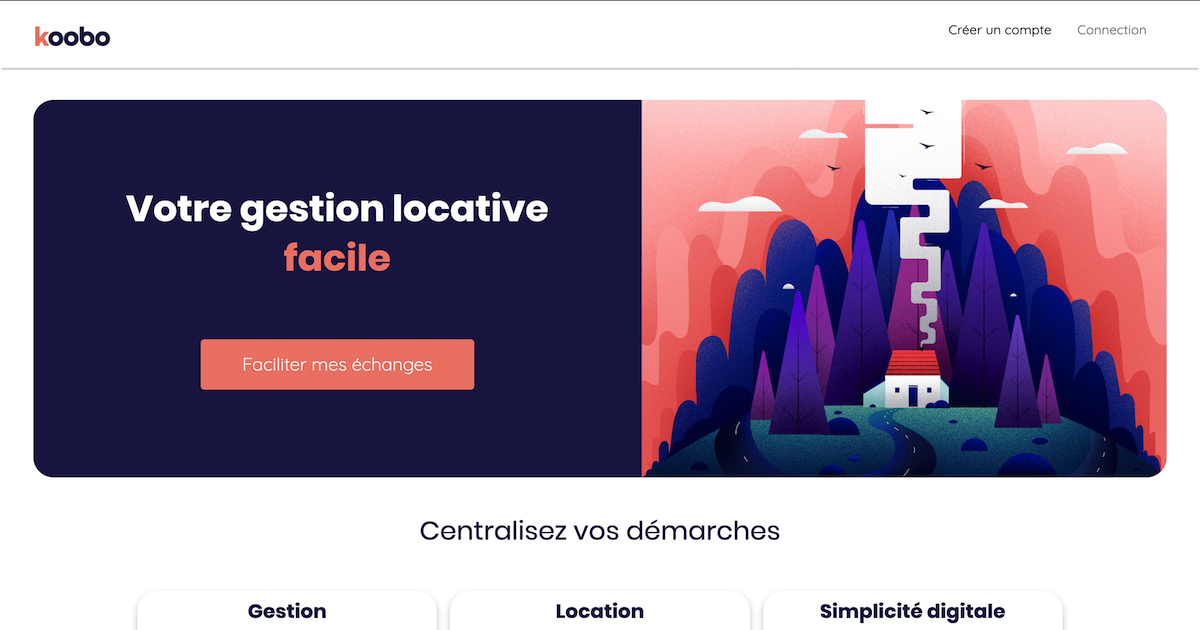 koobo
Créer un compte
Connection
Votre gestion locative
facile
Faciliter mes échanges
Centralisez vos démarches
Gestion
Location
Simplicité digitale